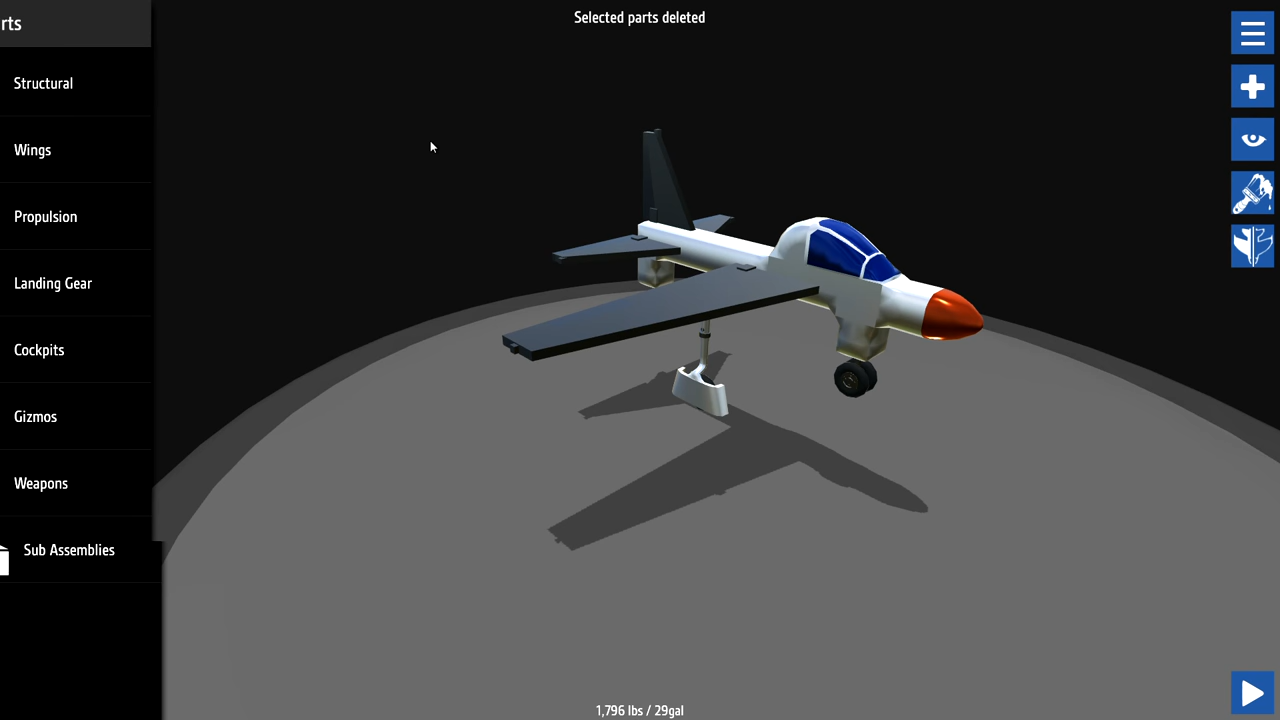 Selected parts deleted
rts
Structural
Wings
Propulsion
Landing Gear
Cockpits
Gizmos
Weapons
Sub Assemblies
1,796 lbs / 29gal